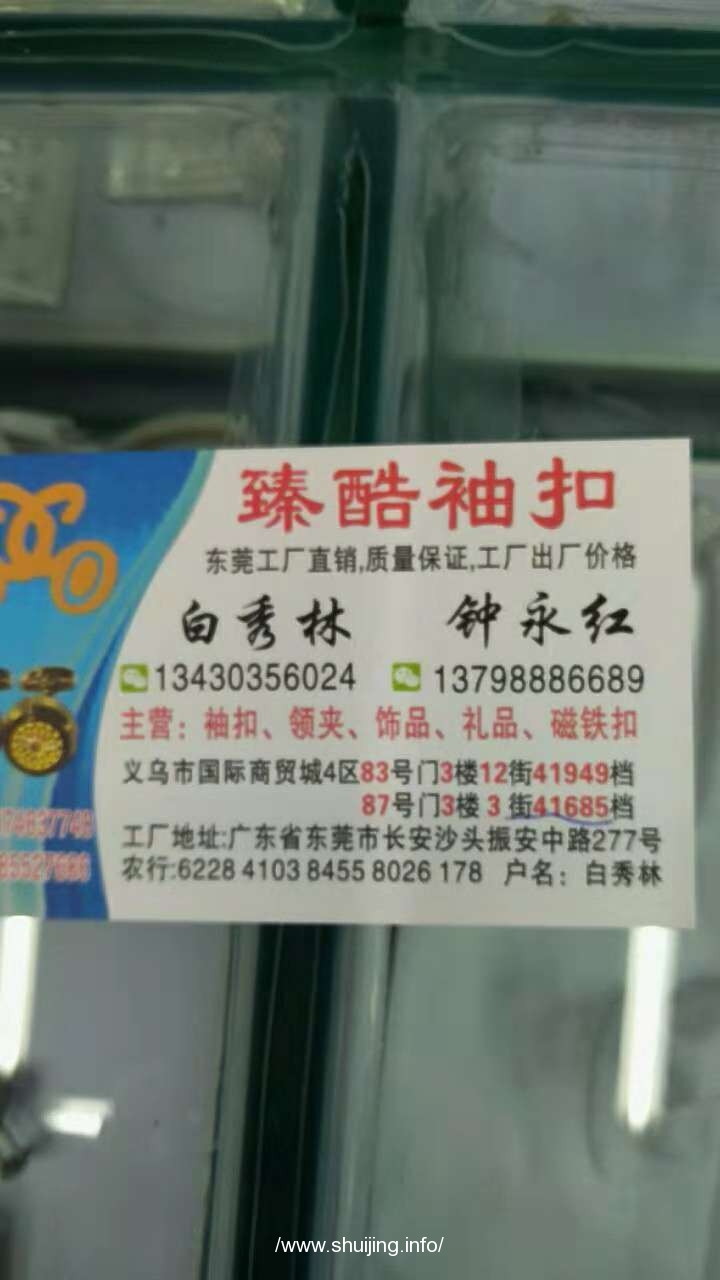 臻酷袖扣
东莞工厂直销,质量保证,工厂出厂价格
白秀林 钟永红
13430356024 13798886689
主营：袖扣、领夹、饰品、礼品、磁铁扣
义乌市国际商贸城4区83号门3楼12街41949档
87号门3楼 3 街41685档
工厂地址:广东省东莞市长安沙头振安中路277号
农行:6228 4103 8455 8026 178 户名：白秀林
/www.shuijing.info/